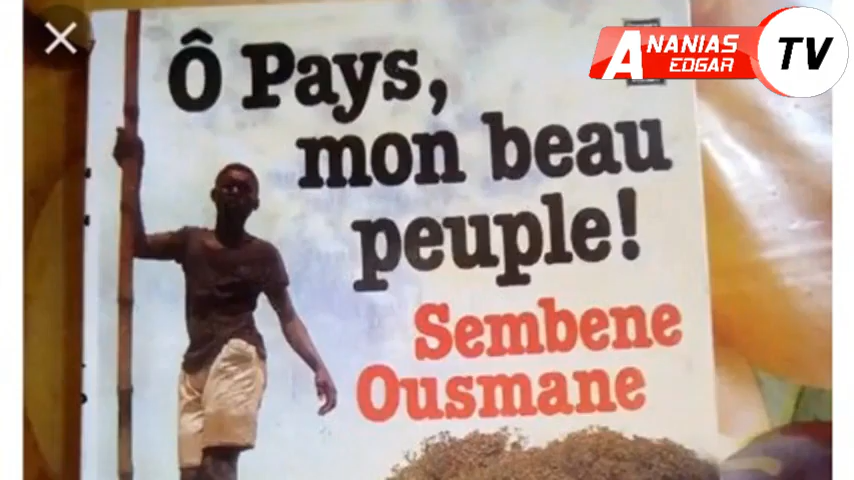 Ô Pays,
mon beau
peuple!
Sembene
Ousmane
ANANIAS
EDGAR
TV